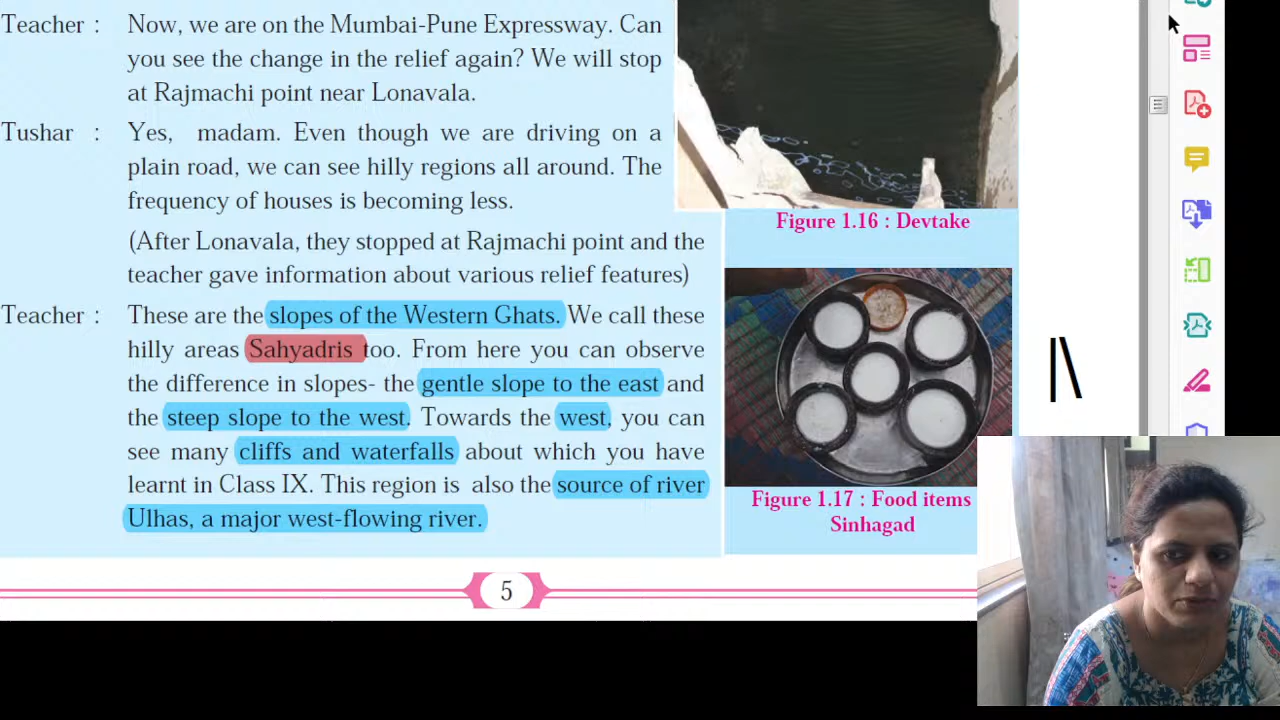 Teacher : Now, we are on the Mumbai-Pune Expressway. Can
you see the change in the relief again? We will stop
at Rajmachi point near Lonavala.
Tushar : Yes, madam. Even though we are driving on a
plain road, we can see hilly regions all around. The
frequency of houses is becoming less.
(After Lonavala, they stopped at Rajmachi point and the
teacher gave information about various relief features)
Teacher : These are the slopes of the Western Ghats. We call these
hilly areas Sahyadris too. From here you can observe
the difference in slopes- the gentle slope to the east and
the steep slope to the west. Towards the west, you can
see many cliffs and waterfalls about which you have
learnt in Class IX. This region is also the source of river
Ulhas, a major west-flowing river.
Figure 1.16 : Devtake
Figure 1.17 : Food items
Sinhagad
5